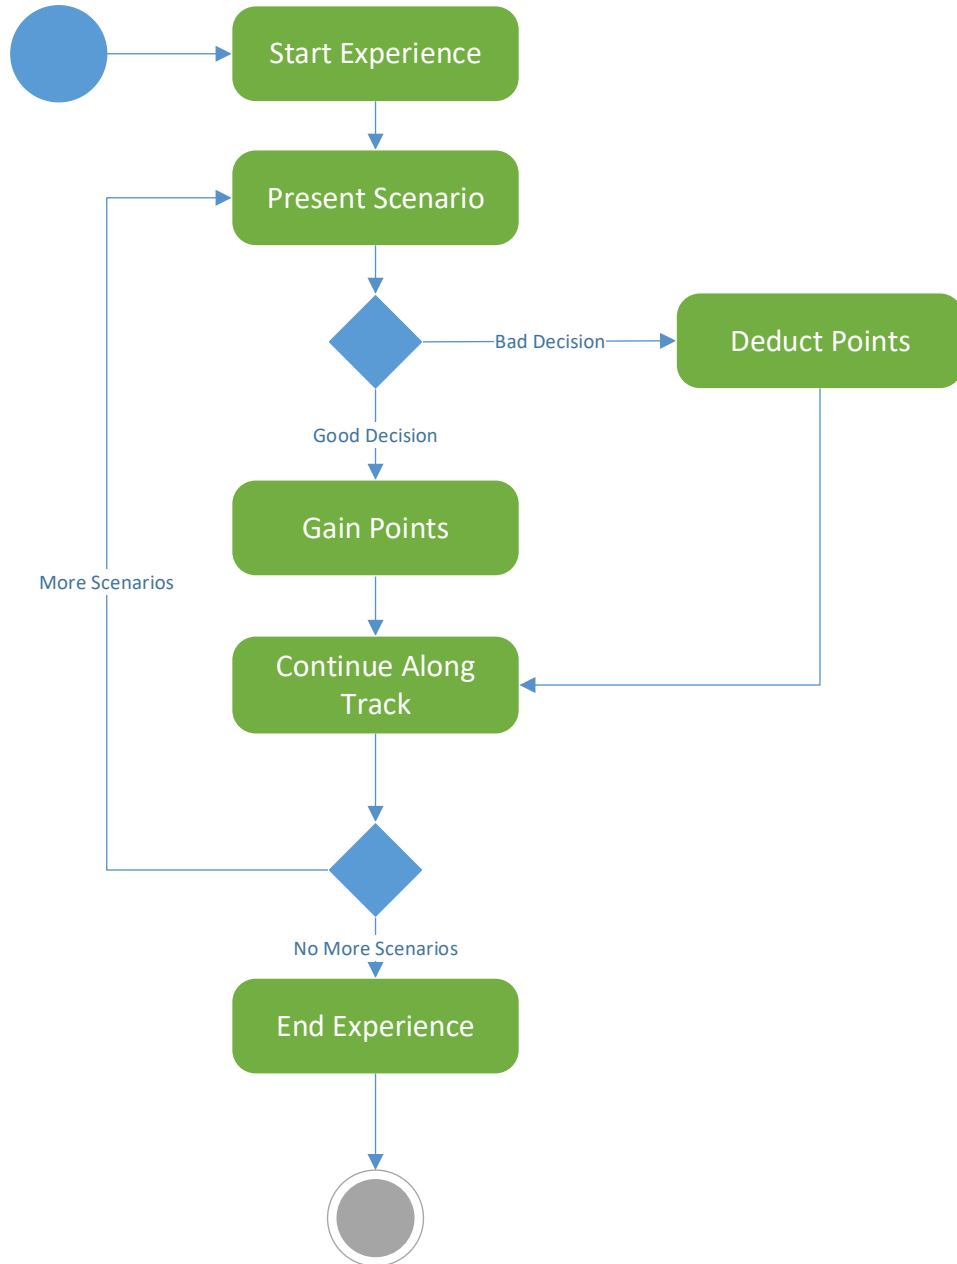 Start Experience
Present Scenario
Bad Decision
Deduct Points
Good Decision
Gain Points
More Scenarios
Continue Along
Track
No More Scenarios
End Experience